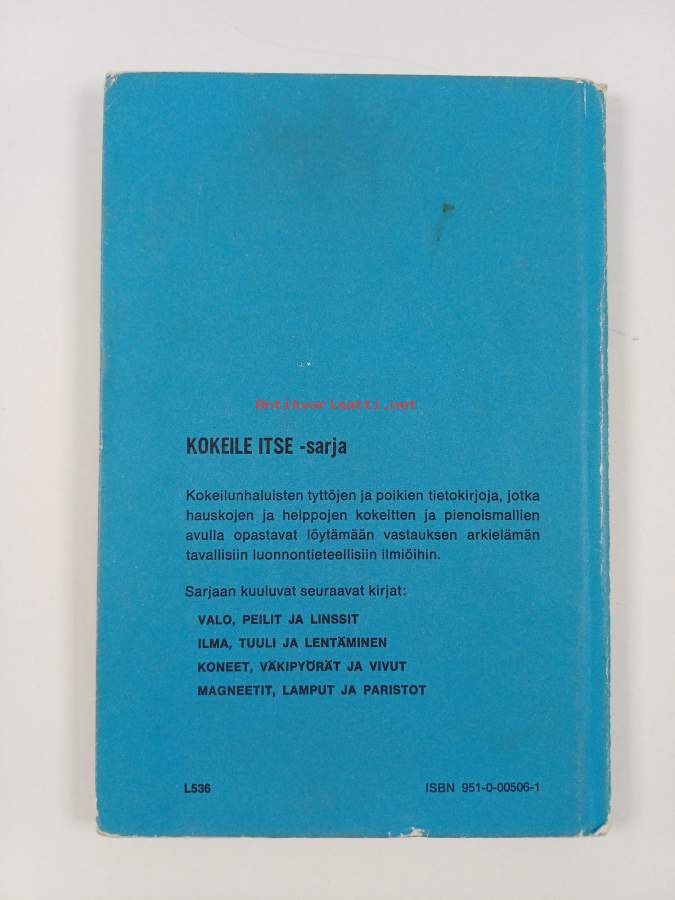 Antikvariaatti.net
KOKEILE ITSE -sarja
Kokeilunhaluisten tyttöjen ja poikien tietokirjoja, jotka
hauskojen ja helppojen kokeitten ja pienoismallien
avulla opastavat löytämään vastauksen arkielämän
tavallisiin luonnontieteellisiin ilmiöihin.
Sarjaan kuuluvat seuraavat kirjat:
VALO, PEILIT JA LINSSIT
ILMA, TUULI JA LENTÄMINEN
KONEET, VÄKIPYÖRÄT JA VIVUT
MAGNEETIT, LAMPUT JA PARISTOT
L536 ISBN 951-0-00506-1